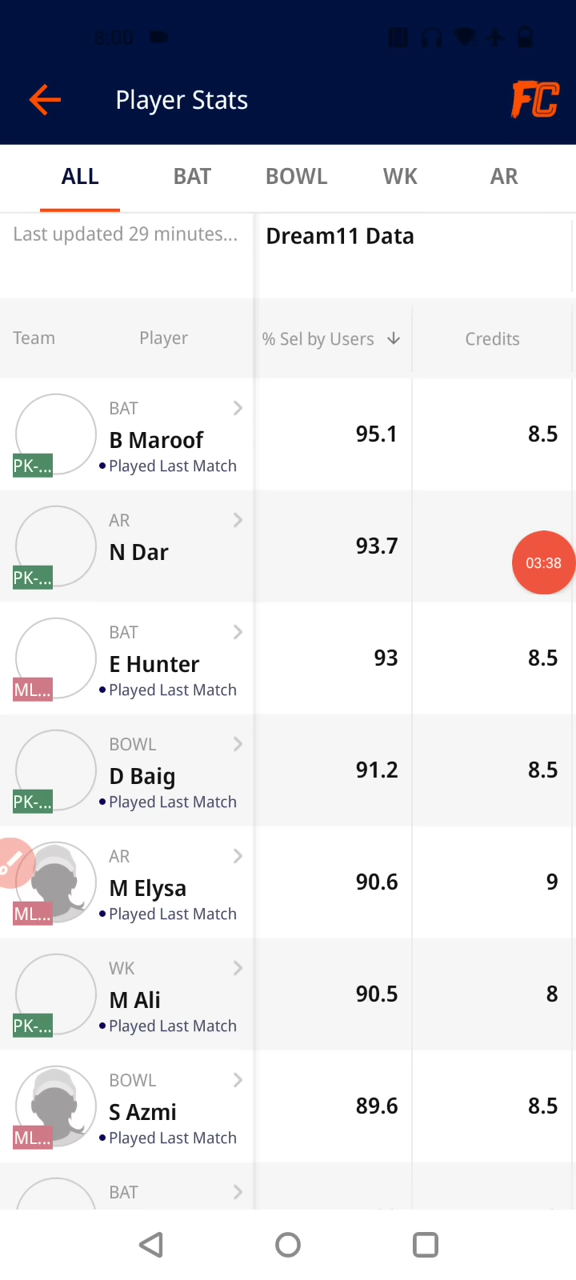 8:00
Player Stats
FC
ALL BAT BOWL WK AR
Last updated 29 minutes...
Dream11 Data
Team Player % Sel by Users Credits
BAT
B Maroof 95.1 8.5
PK-... Played Last Match
AR
N Dar 93.7
PK-...
03:38
BAT
E Hunter 93 8.5
ML... Played Last Match
BOWL
D Baig 91.2 8.5
PK-... Played Last Match
AR
M Elysa 90.6 9
ML... Played Last Match
WK
M Ali 90.5 8
PK-... Played Last Match
BOWL
S Azmi 89.6 8.5
ML... Played Last Match
BAT